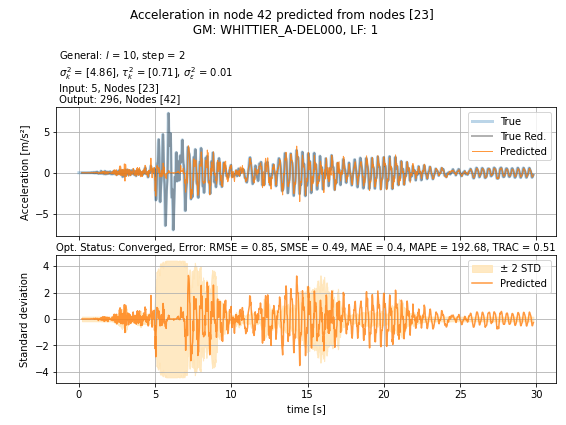 Acceleration in node 42 predicted from nodes [23]
GM: WHITTIER_A-DEL000, LF: 1
General: l = 10, step = 2
σ²ₖ = [4.86], τ²ₖ = [0.71], σ²ₑ = 0.01
Input: 5, Nodes [23]
Output: 296, Nodes [42]
Acceleration [m/s²]
5
0
−5
True
True Red.
Predicted
Opt. Status: Converged, Error: RMSE = 0.85, SMSE = 0.49, MAE = 0.4, MAPE = 192.68, TRAC = 0.51
Standard deviation
4
2
0
−2
−4
± 2 STD
Predicted
0 5 10 15 20 25 30
time [s]